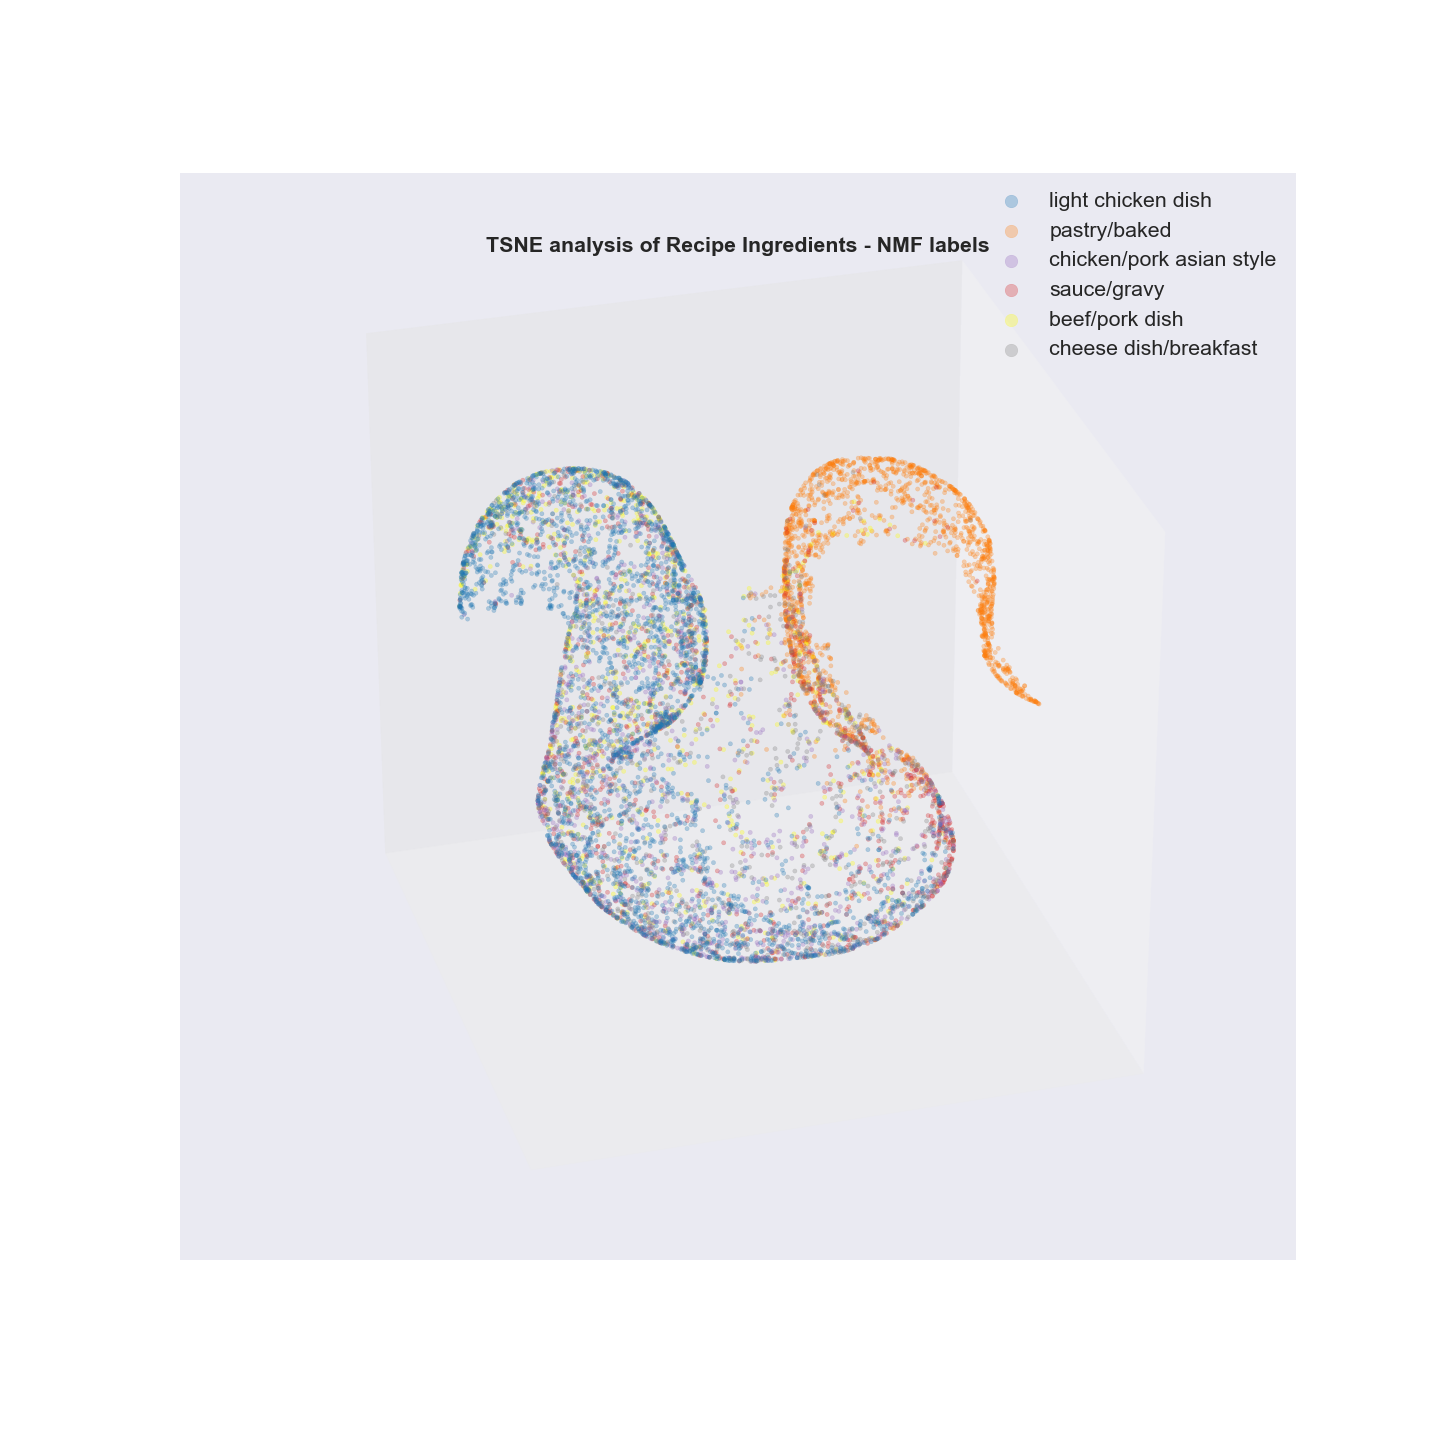 TSNE analysis of Recipe Ingredients - NMF labels
light chicken dish
pastry/baked
chicken/pork asian style
sauce/gravy
beef/pork dish
cheese dish/breakfast